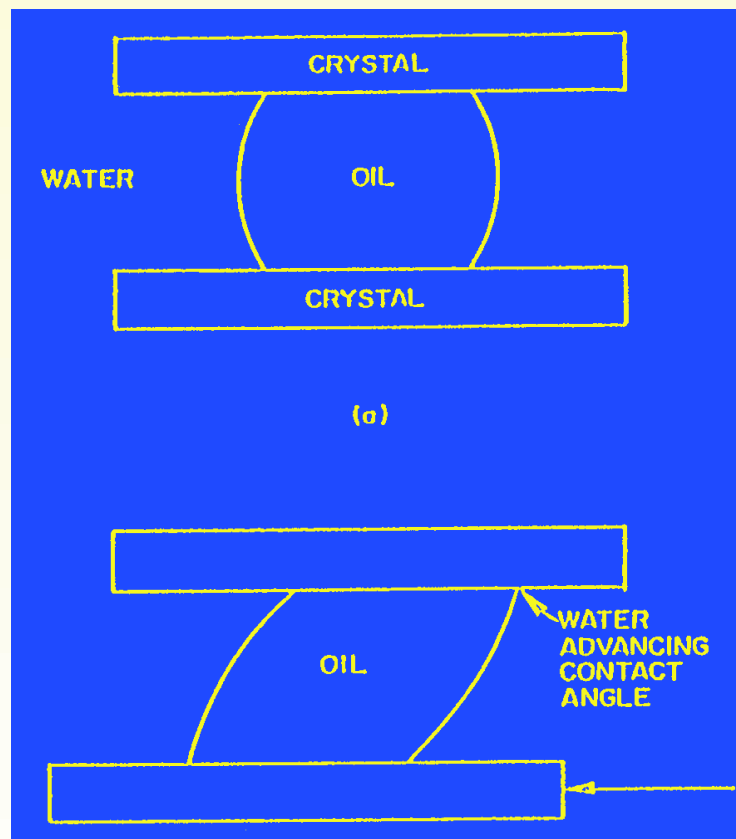 CRYSTAL
WATER
OIL
CRYSTAL
(a)
WATER
ADVANCING
CONTACT
ANGLE
OIL